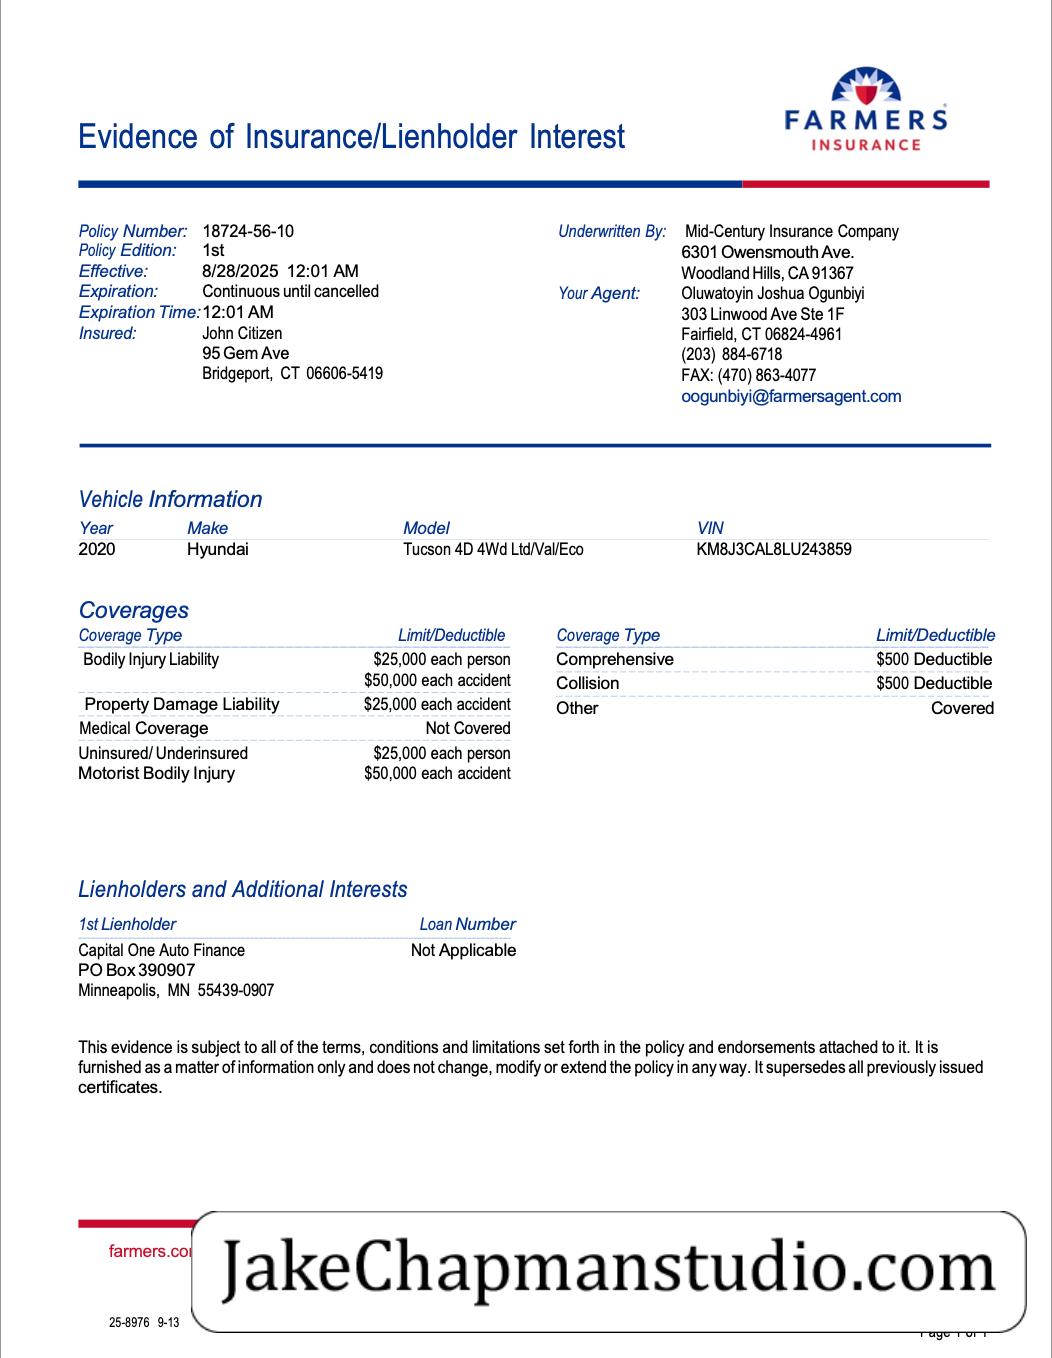 FARMERS
INSURANCE
Evidence of Insurance/Lienholder Interest
Policy Number: 18724-56-10
Policy Edition: 1st
Effective: 8/28/2025 12:01 AM
Expiration: Continuous until cancelled
Expiration Time: 12:01 AM
Insured: John Citizen
95 Gem Ave
Bridgeport, CT 06606-5419
Underwritten By: Mid-Century Insurance Company
6301 Owensmouth Ave.
Woodland Hills, CA 91367
Your Agent: Oluwatoyin Joshua Ogunbiyi
303 Linwood Ave Ste 1F
Fairfield, CT 06824-4961
(203) 884-6718
FAX: (470) 863-4077
oogunbiyi@farmersagent.com
Vehicle Information
Year Make Model VIN
2020 Hyundai Tucson 4D 4Wd Ltd/Val/Eco KM8J3CAL8LU243859
Coverages
Coverage Type Limit/Deductible
Bodily Injury Liability $25,000 each person
$50,000 each accident
Property Damage Liability $25,000 each accident
Medical Coverage Not Covered
Uninsured/ Underinsured $25,000 each person
Motorist Bodily Injury $50,000 each accident
Coverage Type Limit/Deductible
Comprehensive $500 Deductible
Collision $500 Deductible
Other Covered
Lienholders and Additional Interests
1st Lienholder Loan Number
Capital One Auto Finance Not Applicable
PO Box 390907
Minneapolis, MN 55439-0907
This evidence is subject to all of the terms, conditions and limitations set forth in the policy and endorsements attached to it. It is
furnished as a matter of information only and does not change, modify or extend the policy in any way. It supersedes all previously issued
certificates.
JakeChapmanstudio.com
25-8976 9-13